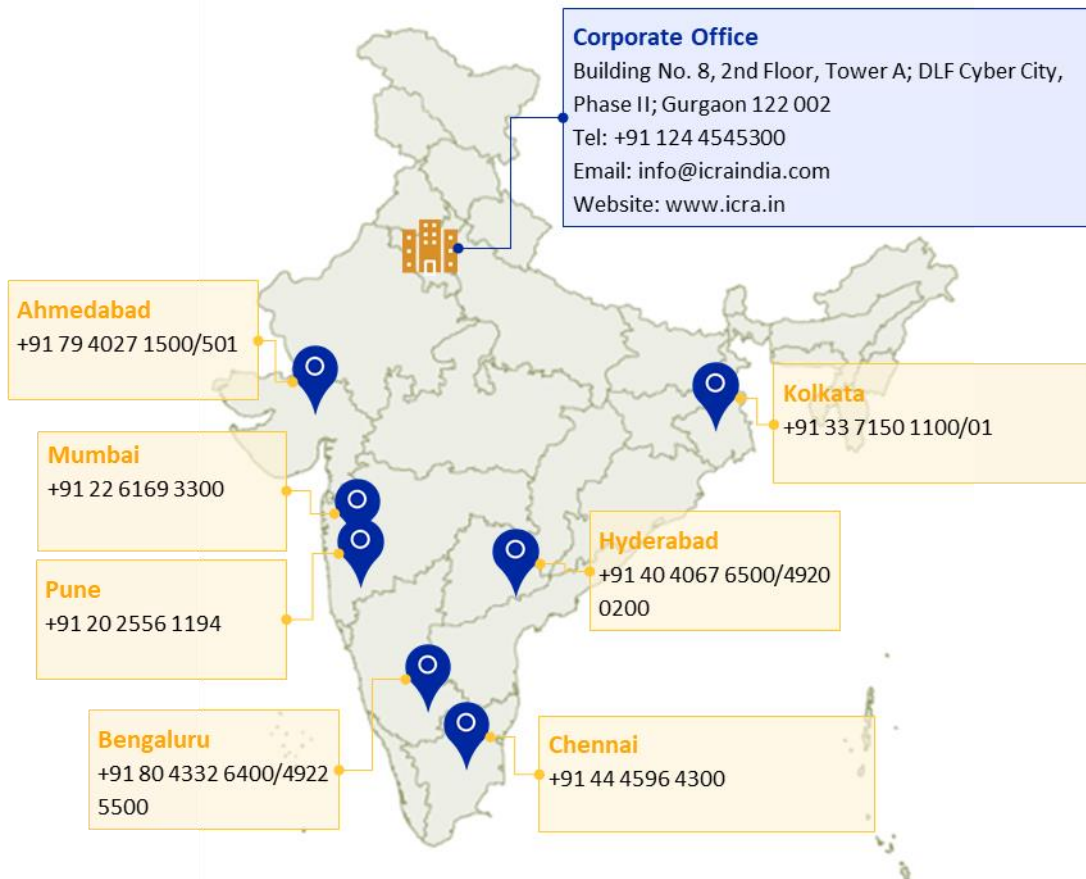 Corporate Office
Building No. 8, 2nd Floor, Tower A; DLF Cyber City,
Phase II; Gurgaon 122 002
Tel: +91 124 4545300
Email: info@icraindia.com
Website: www.icra.in
Ahmedabad
+91 79 4027 1500/501
Kolkata
+91 33 7150 1100/01
Mumbai
+91 22 6169 3300
Hyderabad
+91 40 4067 6500/4920
0200
Pune
+91 20 2556 1194
Bengaluru
+91 80 4332 6400/4922
5500
Chennai
+91 44 4596 4300